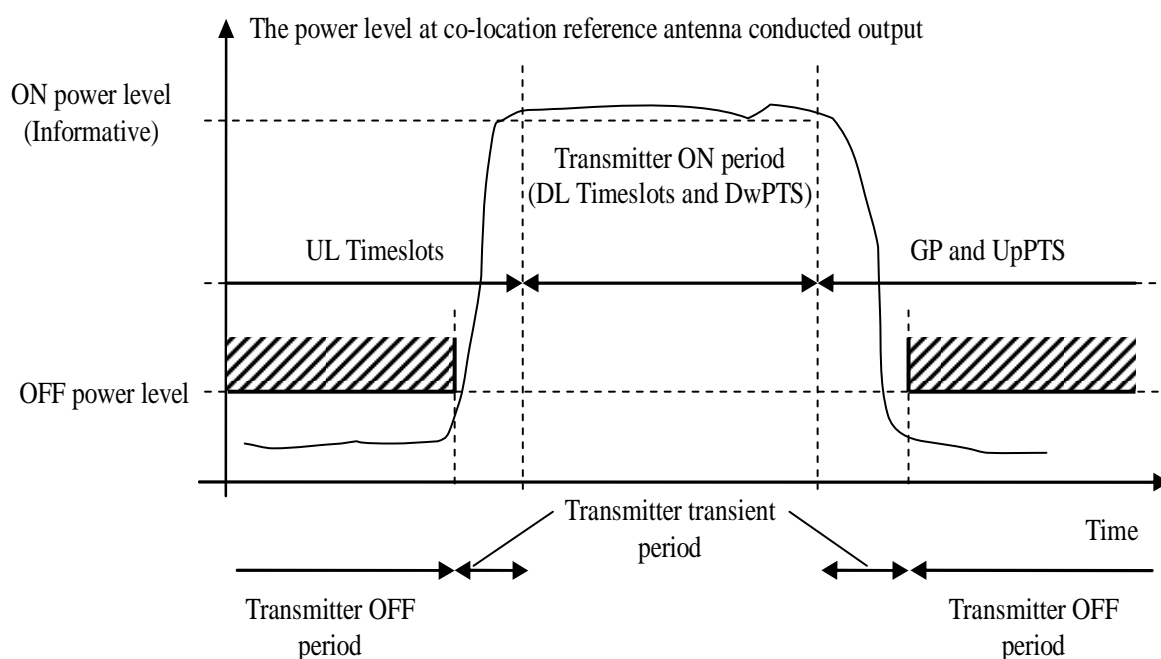 The power level at co-location reference antenna conducted output
ON power level
(Informative)
Transmitter ON period
(DL Timeslots and DwPTS)
UL Timeslots
GP and UpPTS
OFF power level
Transmitter transient
period
Time
Transmitter OFF
period
Transmitter OFF
period